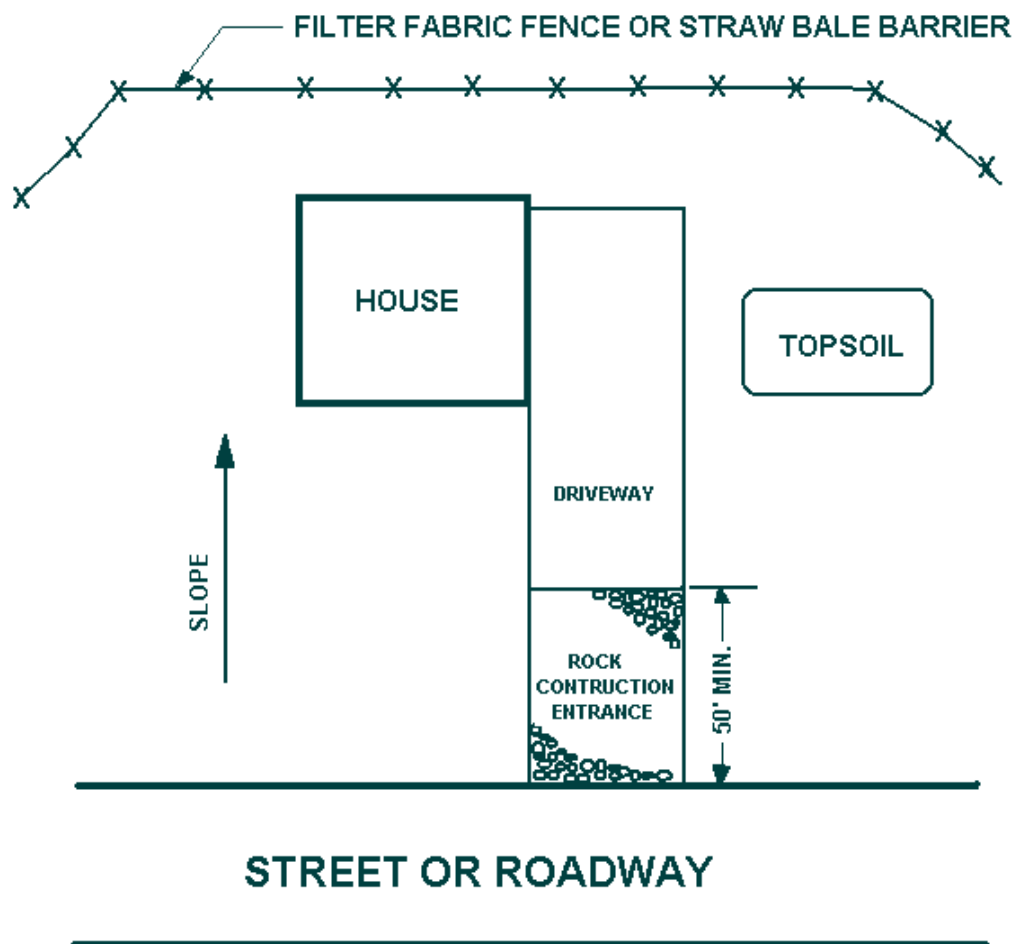 FILTER FABRIC FENCE OR STRAW BALE BARRIER
HOUSE
TOPSOIL
DRIVEWAY
SLOPE
ROCK
CONTRUCTION
ENTRANCE
50' MIN.
STREET OR ROADWAY